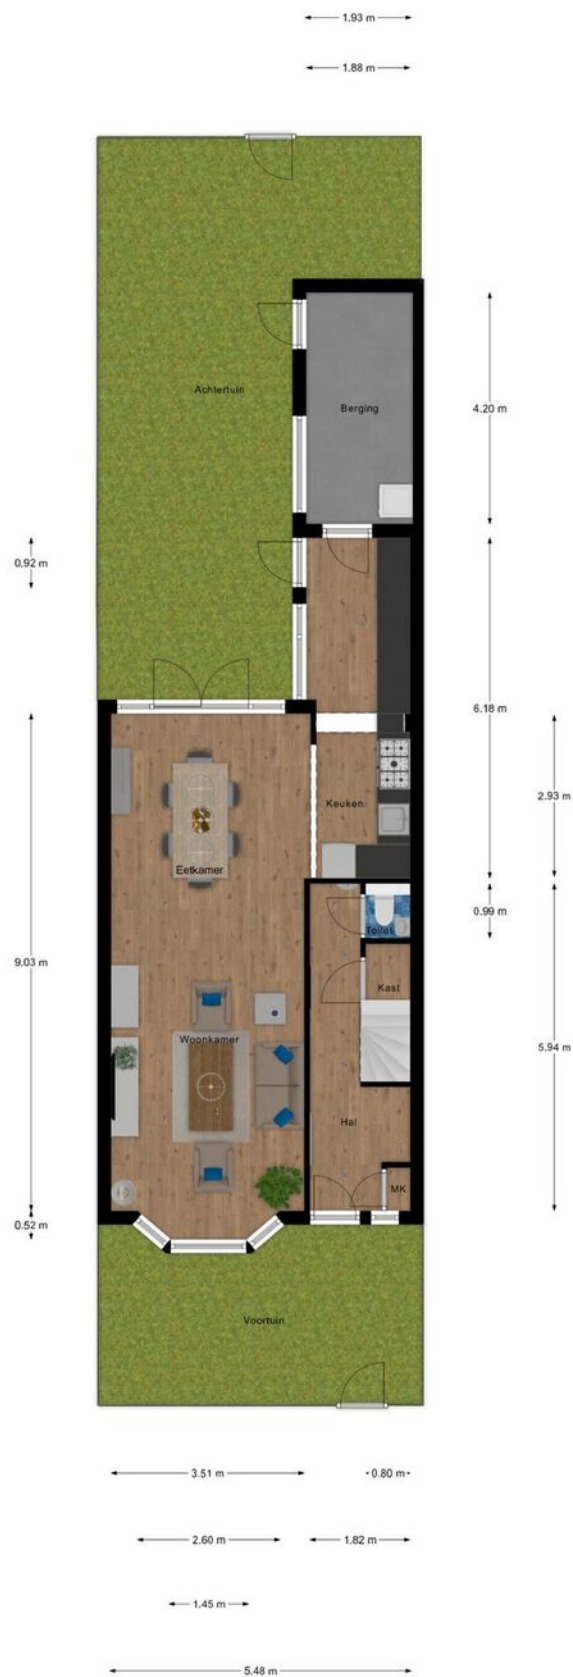 1.93 m
1.88 m
Achtertuin
Berging
4.20 m
0.92 m
6.18 m
2.93 m
Keuken
Eetkamer
0.99 m
Toilet
9.03 m
Kast
Woonkamer
5.94 m
Hal
MK
0.52 m
Voortuin
3.51 m
0.80 m
2.60 m
1.82 m
1.45 m
5.48 m